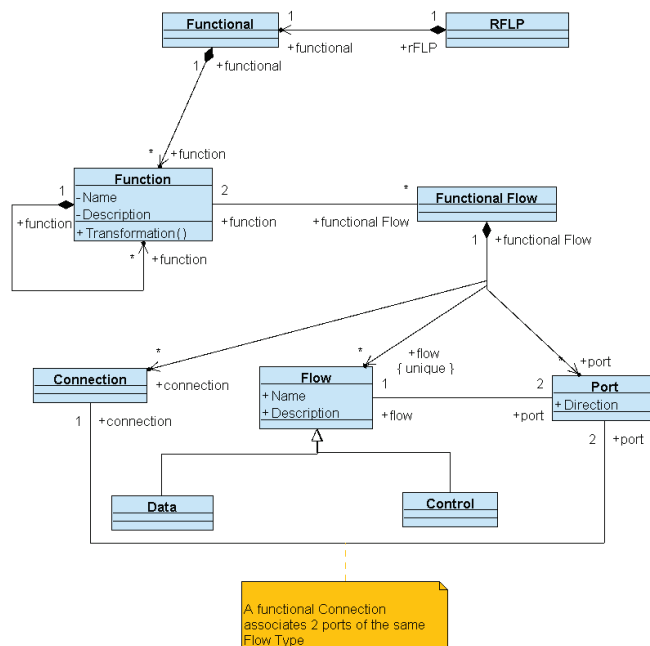 Functional
1
+functional
1
+rFLP
RFLP
1
+functional
*
+function
Function
- Name
- Description
+ Transformation()
1
+function
*
+function
2
+function
*
+functional Flow
Functional Flow
1
+functional Flow
*
+connection
Connection
1
+connection
*
+flow
{ unique }
Flow
+ Name
+ Description
1
+flow
2
+port
*
+port
Port
+ Direction
2
+port
Data
Control
A functional Connection
associates 2 ports of the same
Flow Type